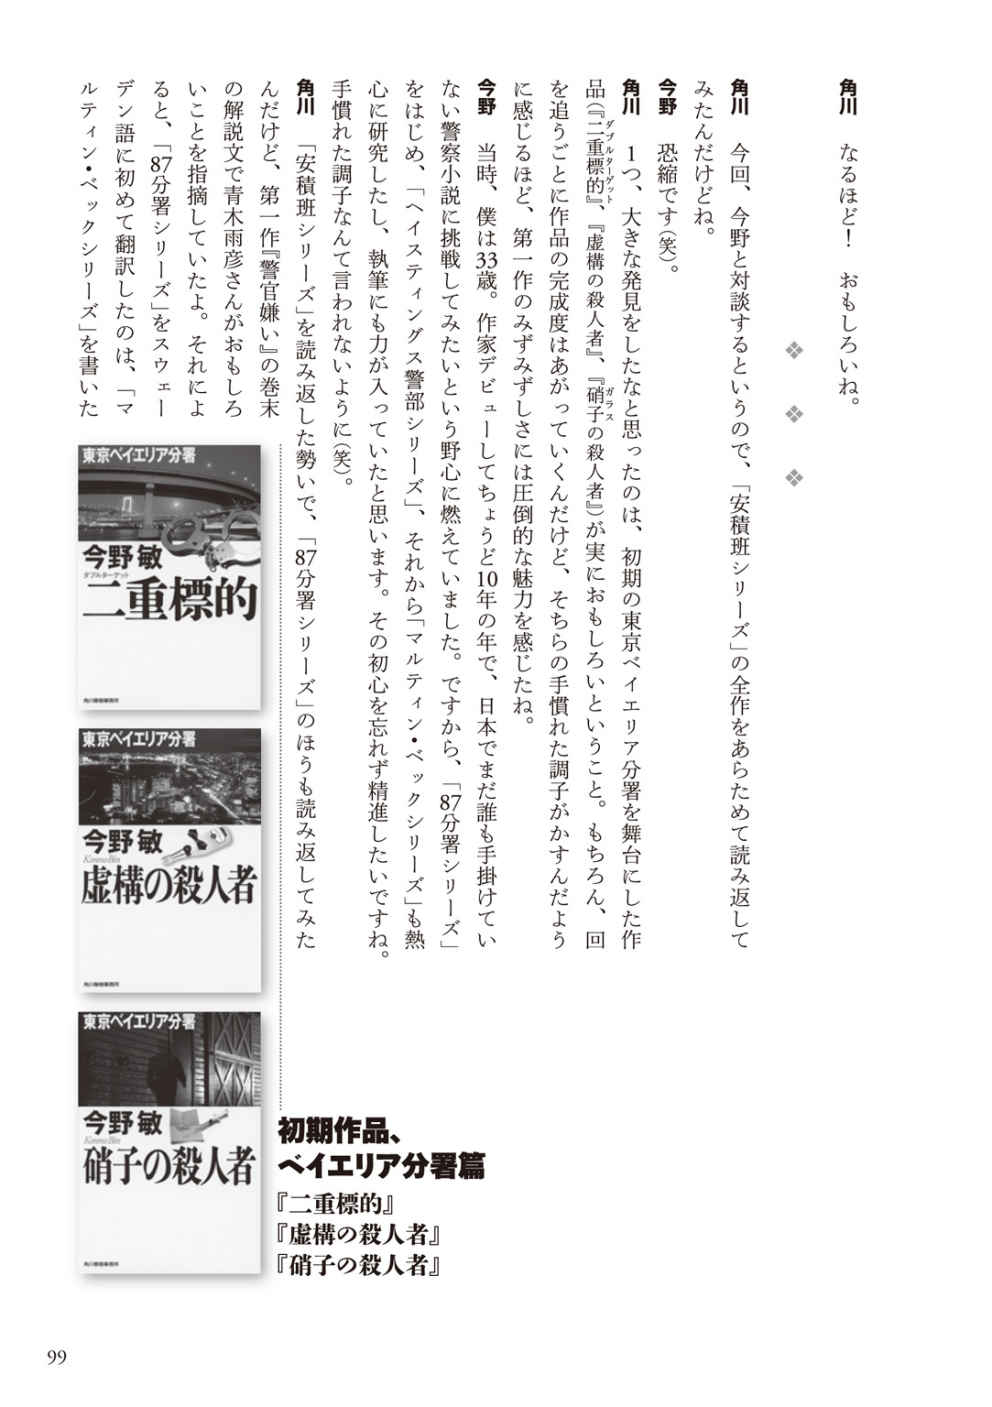 角川　なるほど！　おもしろいね。
❖　❖　❖
角川　今回、今野と対談するというので、「安積班シリーズ」の全作をあらためて読み返して
みたんだけどね。
今野　恐縮です（笑）。
角川　1つ、大きな発見をしたなと思ったのは、初期の東京ベイエリア分署を舞台にした作
品（『二重標的』、『虚構の殺人者』、『硝子の殺人者』）が実におもしろいということ。もちろん、回
ダブルターゲット
ガラス
を追うごとに作品の完成度はあがっていくんだけど、そちらの手慣れた調子がかすんだよう
に感じるほど、第一作のみずみずしさには圧倒的な魅力を感じたね。
今野　当時、僕は33歳。作家デビューしてちょうど10年の年で、日本でまだ誰も手掛けてい
ない警察小説に挑戦してみたいという野心に燃えていました。ですから、「87分署シリーズ」
をはじめ、「ヘイスティングス警部シリーズ」、それから「マルティン・ベックシリーズ」も熱
心に研究したし、執筆にも力が入っていたと思います。その初心を忘れず精進したいですね。
手慣れた調子なんて言われないように（笑）。
角川　「安積班シリーズ」を読み返した勢いで、「87分署シリーズ」のほうも読み返してみた
んだけど、第一作『警官嫌い』の巻末
の解説文で青木雨彦さんがおもしろ
いことを指摘していたよ。それによ
ると、「87分署シリーズ」をスウェー
デン語に初めて翻訳したのは、「マ
ルティン・ベックシリーズ」を書いた
東京ベイエリア分署
今野 敏
ダブルターゲット
二重標的
角川春樹事務所
東京ベイエリア分署
今野 敏
Konno Bin
虚構の殺人者
角川春樹事務所
東京ベイエリア分署
今野 敏
Konno Bin
硝子の殺人者
角川春樹事務所
初期作品、
ベイエリア分署篇
『二重標的』
『虚構の殺人者』
『硝子の殺人者』
99